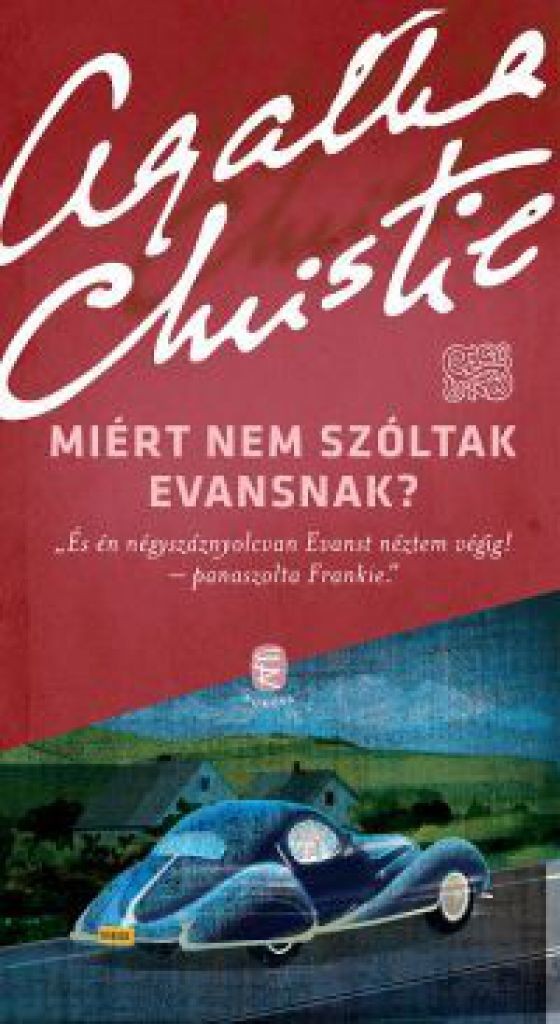 Agatha
Christie
MIÉRT NEM SZÓLTAK
EVANSNAK?
„És én négyszáznyolcvan Evanst néztem végig!
– panaszolta Frankie.”